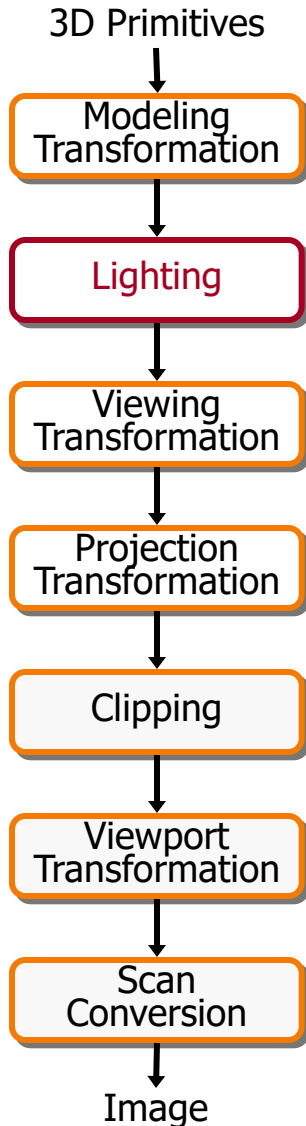 3D Primitives
Modeling
Transformation
Lighting
Viewing
Transformation
Projection
Transformation
Clipping
Viewport
Transformation
Scan
Conversion
Image